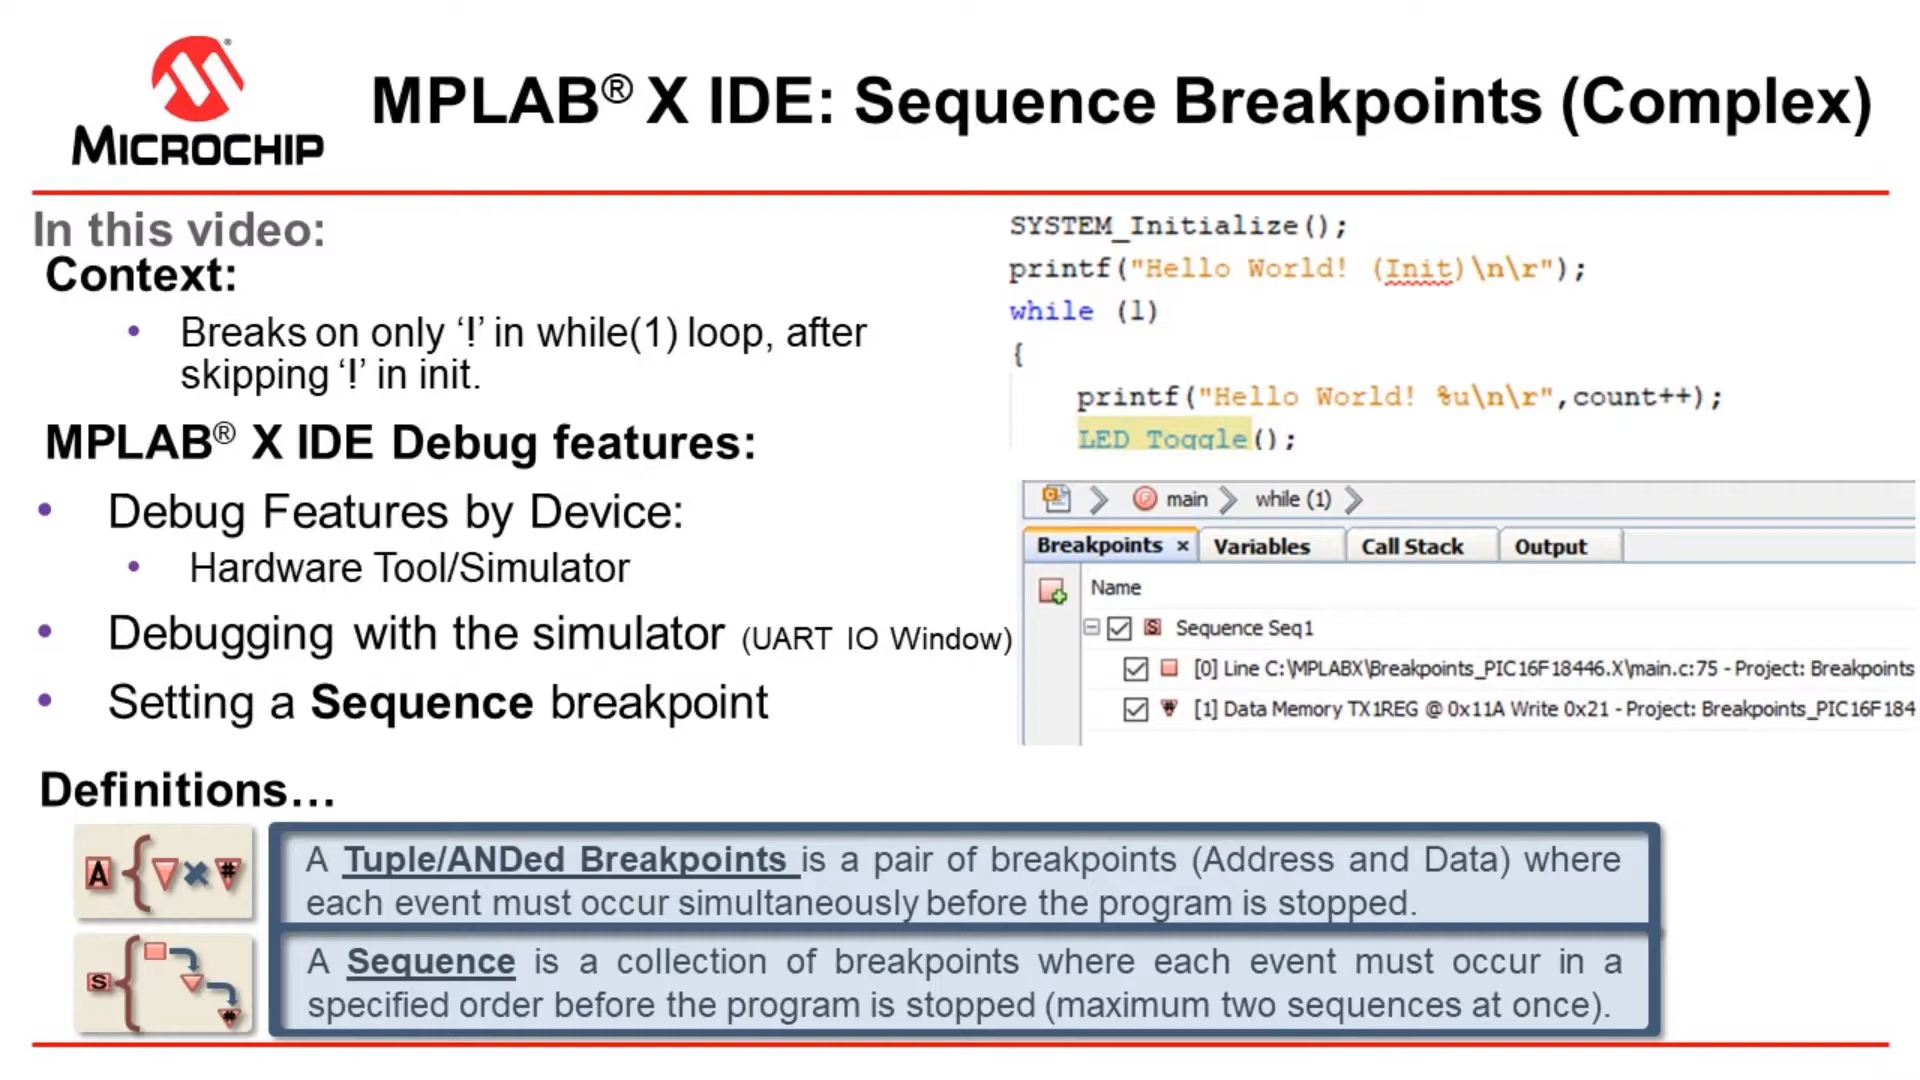 MICROCHIP
MPLAB® X IDE: Sequence Breakpoints (Complex)
In this video:
Context:
• Breaks on only ‘!’ in while(1) loop, after
skipping ‘!’ in init.
MPLAB® X IDE Debug features:
• Debug Features by Device:
• Hardware Tool/Simulator
• Debugging with the simulator (UART IO Window)
• Setting a Sequence breakpoint
SYSTEM_Initialize();
printf("Hello World! (Init)\n\r");
while (1)
{
printf("Hello World! %u\n\r",count++);
LED_Toggle();
main while (1)
Breakpoints × Variables Call Stack Output
Name
S Sequence Seq1
[0] Line C:\MPLABX\Breakpoints_PIC16F18446.X\main.c:75 - Project: Breakpoints
[1] Data Memory TX1REG @ 0x11A Write 0x21 - Project: Breakpoints_PIC16F184
Definitions…
A { #
A Tuple/ANDed Breakpoints is a pair of breakpoints (Address and Data) where
each event must occur simultaneously before the program is stopped.
S { #
A Sequence is a collection of breakpoints where each event must occur in a
specified order before the program is stopped (maximum two sequences at once).